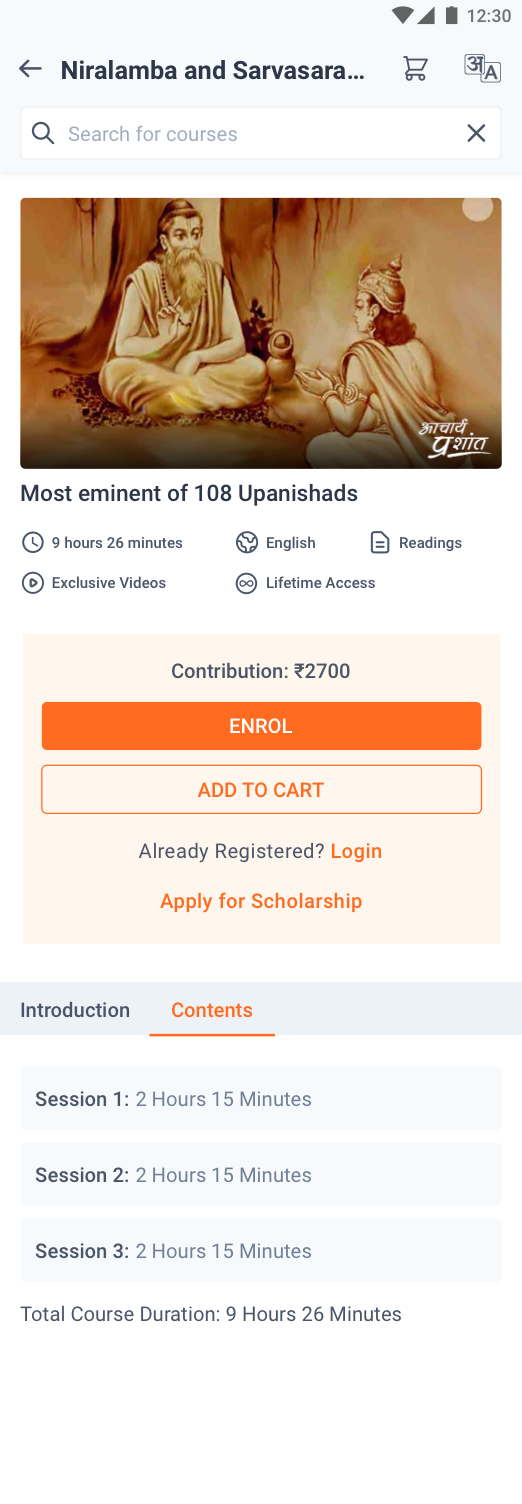 12:30
Niralamba and Sarvasara...
अ
A
Search for courses
आचार्य
प्रशांत
Most eminent of 108 Upanishads
9 hours 26 minutes
English
Readings
Exclusive Videos
Lifetime Access
Contribution: ₹2700
ENROL
ADD TO CART
Already Registered? Login
Apply for Scholarship
Introduction
Contents
Session 1: 2 Hours 15 Minutes
Session 2: 2 Hours 15 Minutes
Session 3: 2 Hours 15 Minutes
Total Course Duration: 9 Hours 26 Minutes